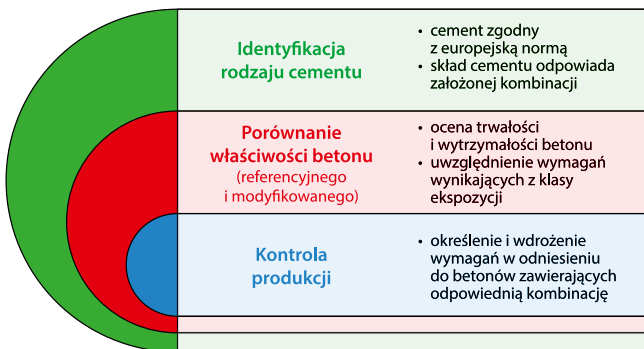 Identyfikacja
rodzaju cementu
• cement zgodny
z europejską normą
• skład cementu odpowiada
założonej kombinacji
Porównanie
właściwości betonu
(referencyjnego
i modyfikowanego)
• ocena trwałości
i wytrzymałości betonu
• uwzględnienie wymagań
wynikających z klasy
ekspozycji
Kontrola
produkcji
• określenie i wdrożenie
wymagań w odniesieniu
do betonów zawierających
odpowiednią kombinację